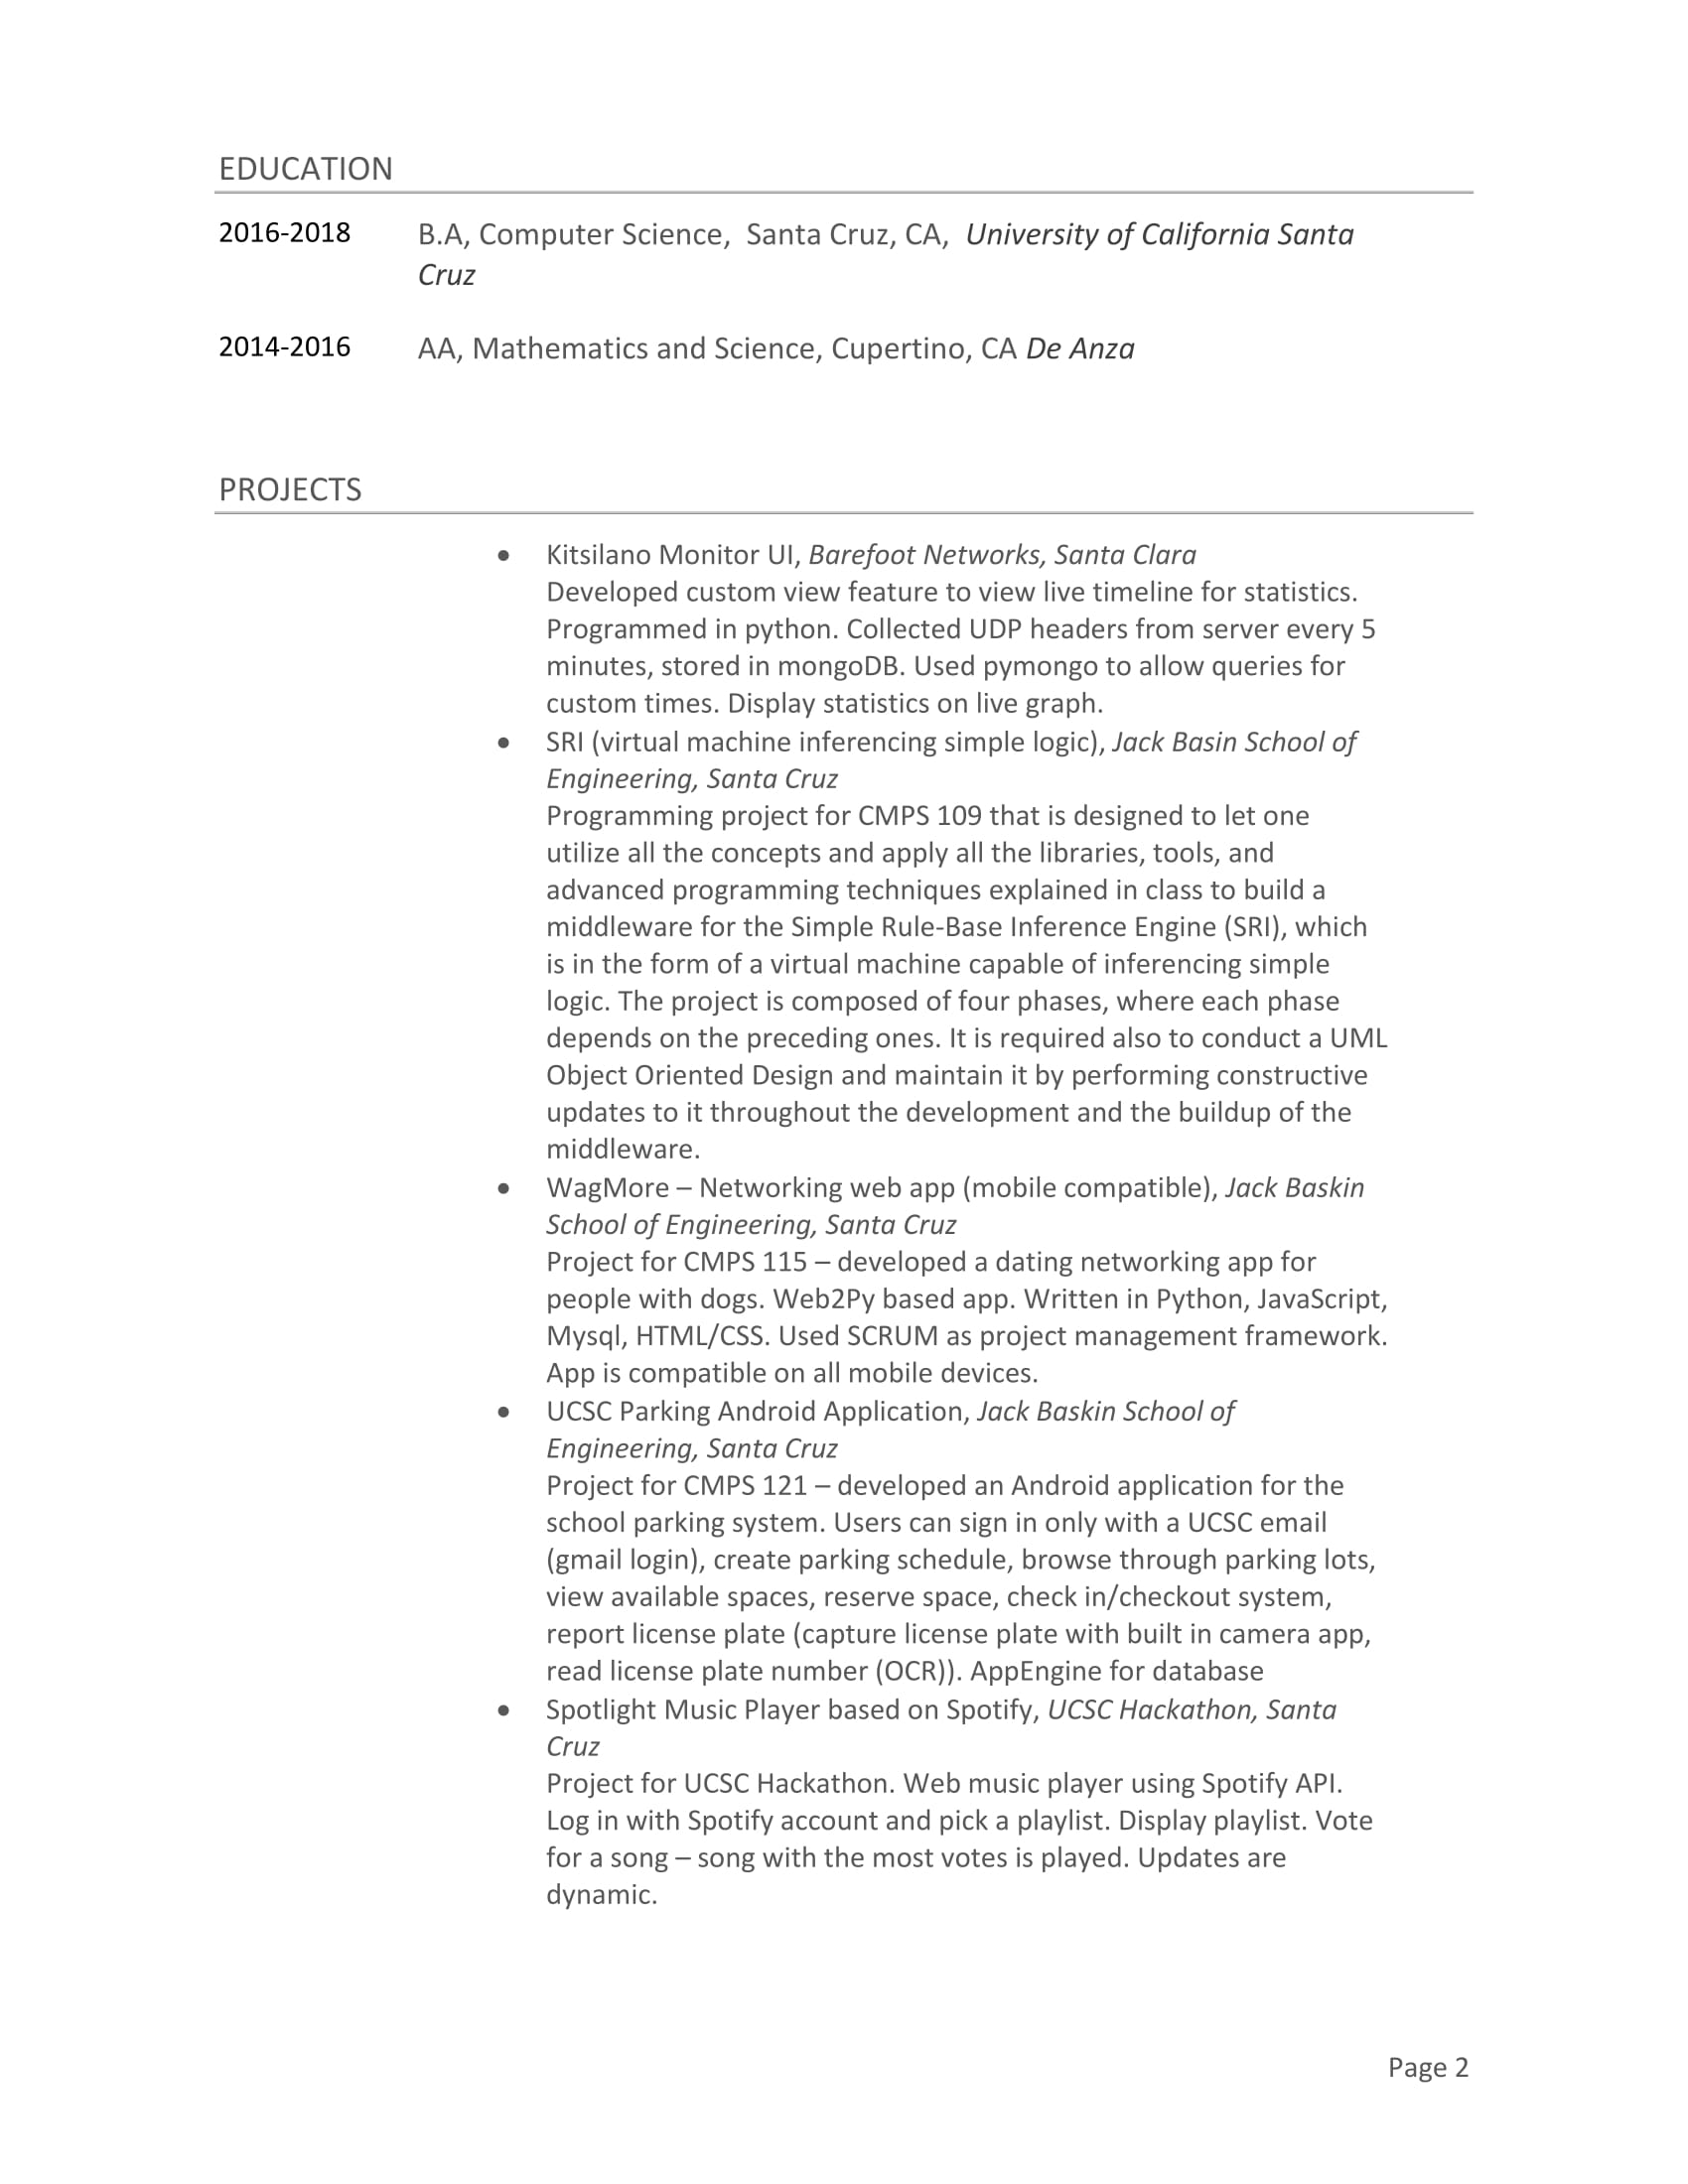 EDUCATION
2016-2018 B.A, Computer Science, Santa Cruz, CA, University of California Santa
Cruz
2014-2016 AA, Mathematics and Science, Cupertino, CA De Anza
PROJECTS
• Kitsilano Monitor UI, Barefoot Networks, Santa Clara
Developed custom view feature to view live timeline for statistics.
Programmed in python. Collected UDP headers from server every 5
minutes, stored in mongoDB. Used pymongo to allow queries for
custom times. Display statistics on live graph.
• SRI (virtual machine inferencing simple logic), Jack Basin School of
Engineering, Santa Cruz
Programming project for CMPS 109 that is designed to let one
utilize all the concepts and apply all the libraries, tools, and
advanced programming techniques explained in class to build a
middleware for the Simple Rule-Base Inference Engine (SRI), which
is in the form of a virtual machine capable of inferencing simple
logic. The project is composed of four phases, where each phase
depends on the preceding ones. It is required also to conduct a UML
Object Oriented Design and maintain it by performing constructive
updates to it throughout the development and the buildup of the
middleware.
• WagMore – Networking web app (mobile compatible), Jack Baskin
School of Engineering, Santa Cruz
Project for CMPS 115 – developed a dating networking app for
people with dogs. Web2Py based app. Written in Python, JavaScript,
Mysql, HTML/CSS. Used SCRUM as project management framework.
App is compatible on all mobile devices.
• UCSC Parking Android Application, Jack Baskin School of
Engineering, Santa Cruz
Project for CMPS 121 – developed an Android application for the
school parking system. Users can sign in only with a UCSC email
(gmail login), create parking schedule, browse through parking lots,
view available spaces, reserve space, check in/checkout system,
report license plate (capture license plate with built in camera app,
read license plate number (OCR)). AppEngine for database
• Spotlight Music Player based on Spotify, UCSC Hackathon, Santa
Cruz
Project for UCSC Hackathon. Web music player using Spotify API.
Log in with Spotify account and pick a playlist. Display playlist. Vote
for a song – song with the most votes is played. Updates are
dynamic.
Page 2